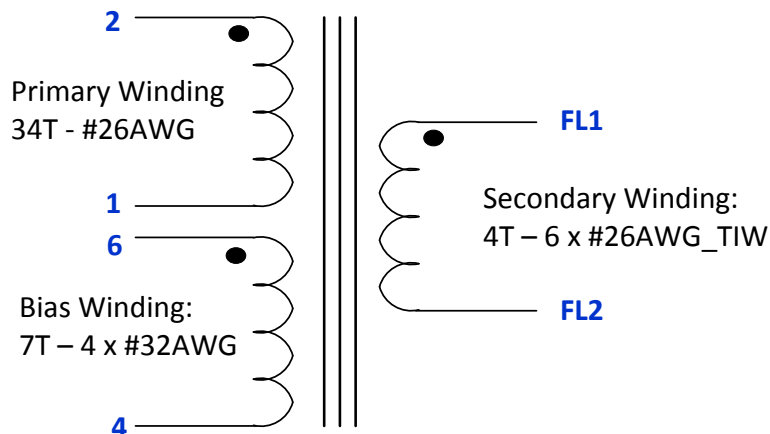 2
Primary Winding
34T - #26AWG
1
6
Bias Winding:
7T – 4 x #32AWG
4
FL1
Secondary Winding:
4T – 6 x #26AWG_TIW
FL2